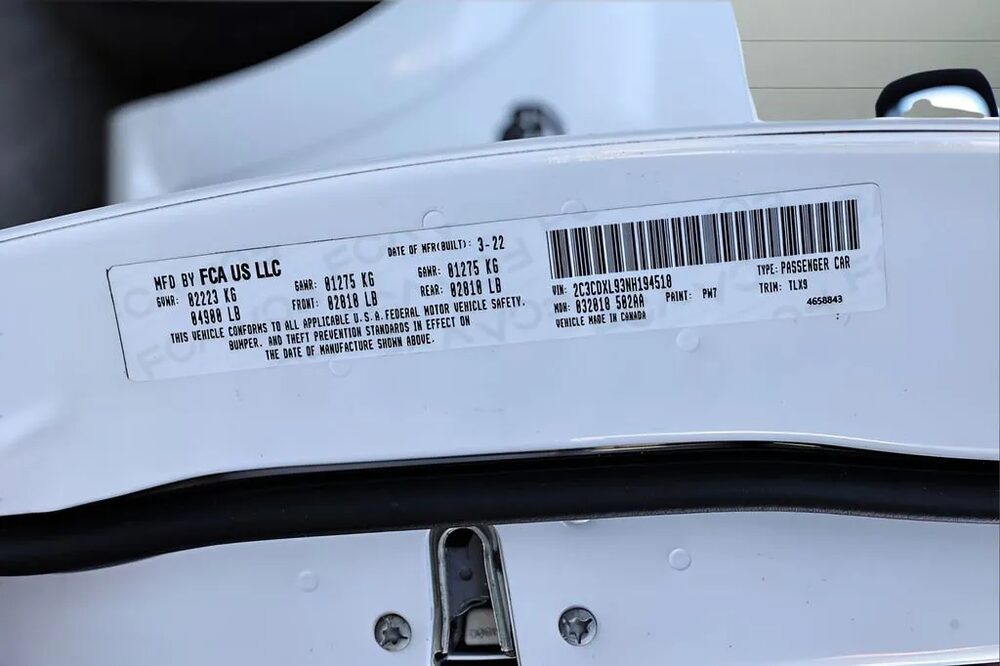 MFD BY FCA US LLC
DATE OF MFR(BUILT): 3-22
GVWR: 02223 KG
04900 LB
GAWR: 01275 KG
FRONT: 02810 LB
GAWR: 01275 KG
REAR: 02810 LB
THIS VEHICLE CONFORMS TO ALL APPLICABLE U.S.A. FEDERAL MOTOR VEHICLE SAFETY,
BUMPER, AND THEFT PREVENTION STANDARDS IN EFFECT ON
THE DATE OF MANUFACTURE SHOWN ABOVE.
VIN: 2C3CDXL93NH194518
TYPE: PASSENGER CAR
MDH: 032818 502AA
PAINT: PW7
TRIM: TLX9
VEHICLE MADE IN CANADA
4658843